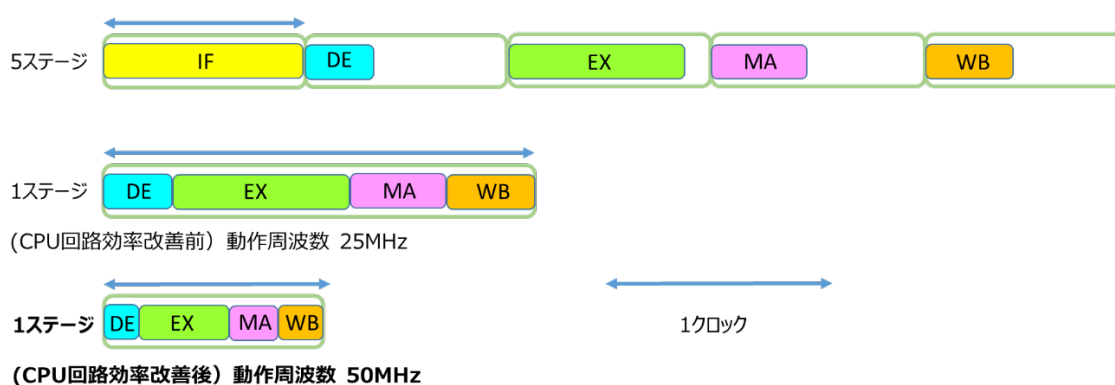 5ステージ IF DE EX MA WB
1ステージ DE EX MA WB
(CPU回路効率改善前）動作周波数 25MHz
1ステージ DE EX MA WB 1クロック
(CPU回路効率改善後）動作周波数 50MHz